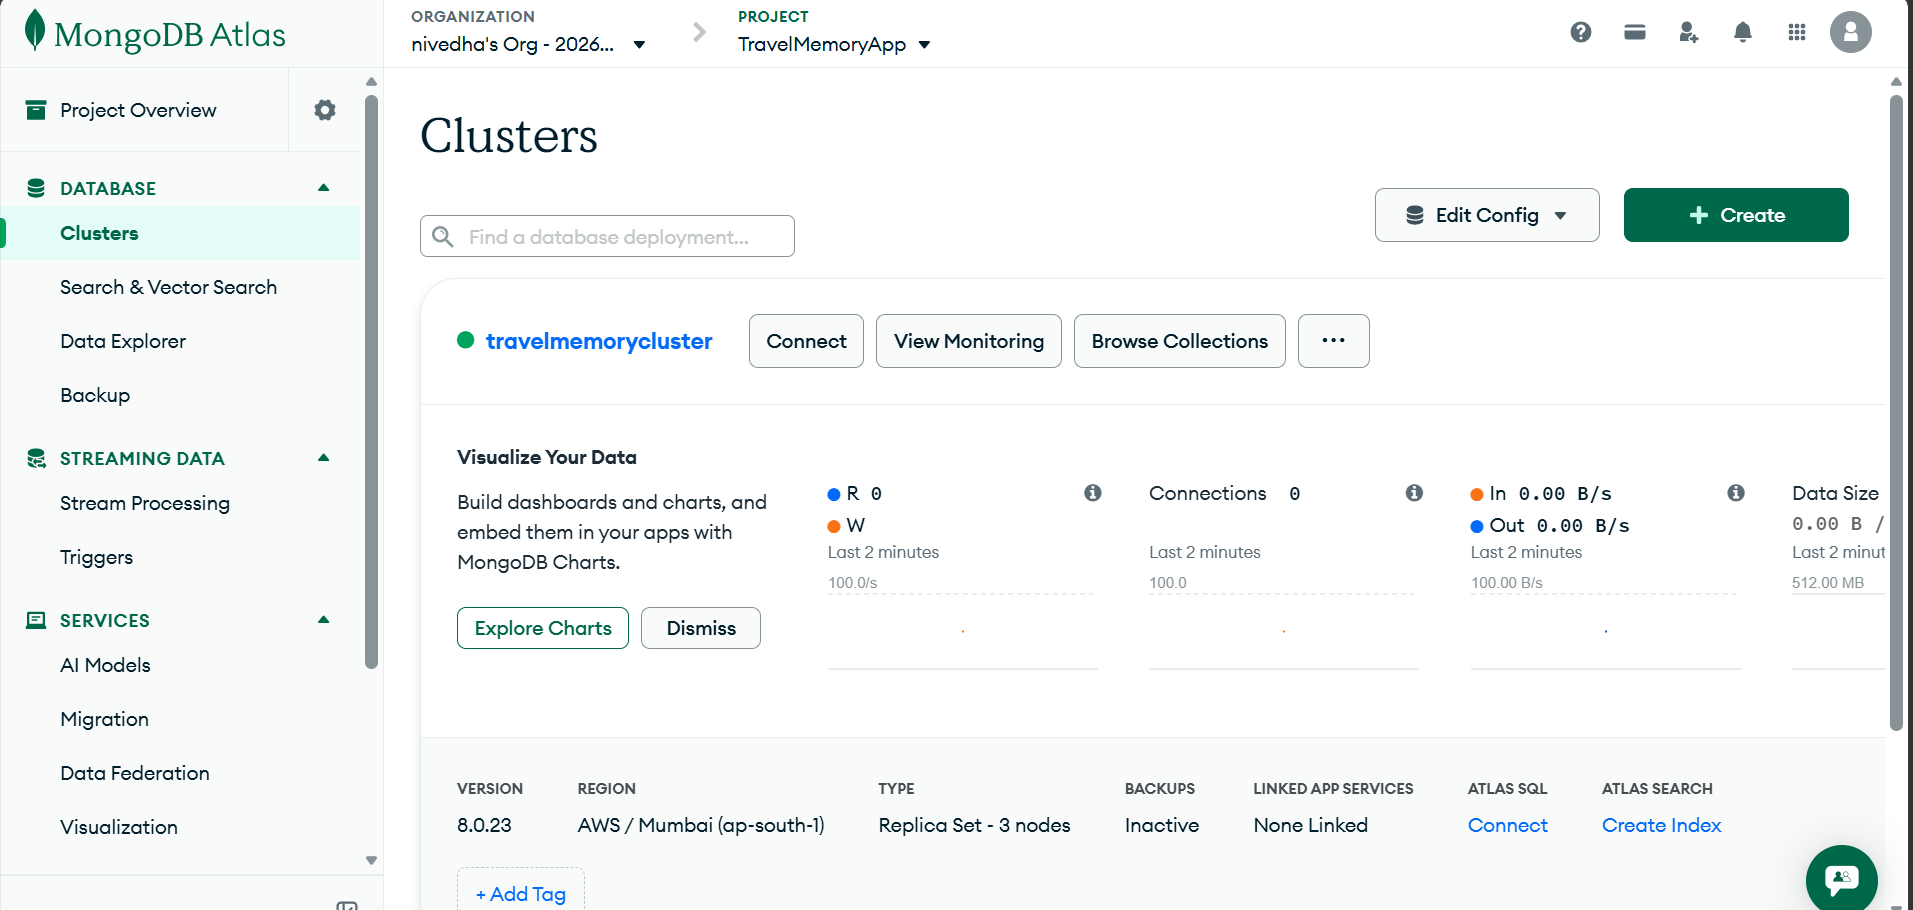 MongoDB Atlas
ORGANIZATION
nivedha's Org - 2026...
PROJECT
TravelMemoryApp
Project Overview
DATABASE
Clusters
Search & Vector Search
Data Explorer
Backup
STREAMING DATA
Stream Processing
Triggers
SERVICES
AI Models
Migration
Data Federation
Visualization
Clusters
Find a database deployment...
Edit Config
+ Create
travelmemorycluster
Connect
View Monitoring
Browse Collections
...
Visualize Your Data
Build dashboards and charts, and
embed them in your apps with
MongoDB Charts.
Explore Charts
Dismiss
R 0
W
Last 2 minutes
100.0/s
Connections 0
Last 2 minutes
100.0
In 0.00 B/s
Out 0.00 B/s
Last 2 minutes
100.00 B/s
Data Size
0.00 B /
Last 2 minut
512.00 MB
VERSION
8.0.23
REGION
AWS / Mumbai (ap-south-1)
TYPE
Replica Set - 3 nodes
BACKUPS
Inactive
LINKED APP SERVICES
None Linked
ATLAS SQL
Connect
ATLAS SEARCH
Create Index
+ Add Tag